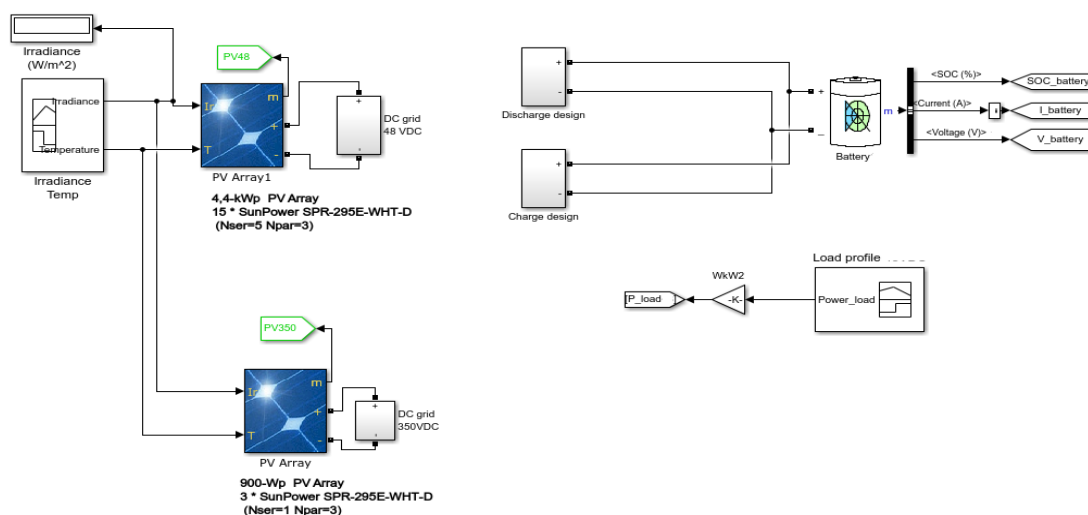 Irradiance
(W/m^2)
Irradiance
Temperature
Irradiance
Temp
PV48
Ir
T
m
+
-
PV Array1
+
-
DC grid
48 VDC
4,4-kWp PV Array
15 * SunPower SPR-295E-WHT-D
(Nser=5 Npar=3)
PV350
Ir
T
m
+
-
PV Array
+
-
DC grid
350VDC
900-Wp PV Array
3 * SunPower SPR-295E-WHT-D
(Nser=1 Npar=3)
+
-
Discharge design
+
-
Charge design
+
_
m
Battery
<SOC (%)>
<Current (A)>
<Voltage (V)>
SOC_battery
I_battery
V_battery
Load profile
Power_load
WkW2
-K-
[P_load